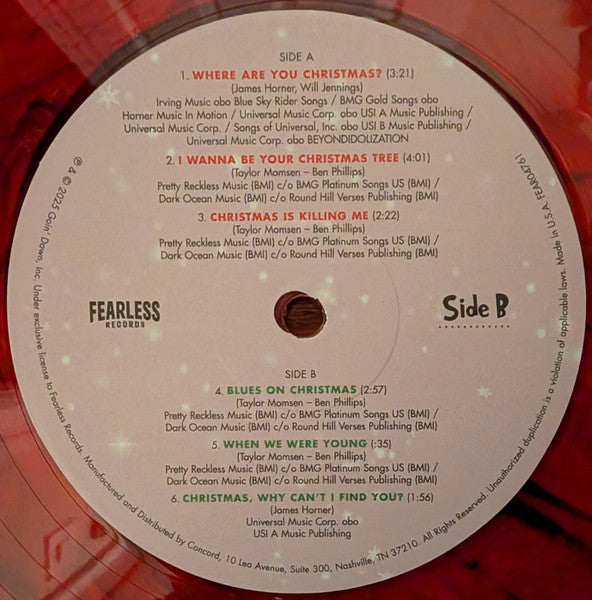 SIDE A
1. WHERE ARE YOU CHRISTMAS? (3:21)
(James Horner, Will Jennings)
Irving Music obo Blue Sky Rider Songs / BMG Gold Songs obo
Horner Music In Motion / Universal Music Corp. obo USI A Music Publishing /
Universal Music Corp. / Songs of Universal, Inc. obo USI B Music Publishing /
Universal Music Corp. obo BEYONDIDOLIZATION
2. I WANNA BE YOUR CHRISTMAS TREE (4:01)
(Taylor Momsen – Ben Phillips)
Pretty Reckless Music (BMI) c/o BMG Platinum Songs US (BMI) /
Dark Ocean Music (BMI) c/o Round Hill Verses Publishing (BMI)
3. CHRISTMAS IS KILLING ME (2:22)
(Taylor Momsen – Ben Phillips)
Pretty Reckless Music (BMI) c/o BMG Platinum Songs US (BMI) /
Dark Ocean Music (BMI) c/o Round Hill Verses Publishing (BMI)
FEARLESS
RECORDS
Side B
SIDE B
4. BLUES ON CHRISTMAS (2:57)
(Taylor Momsen – Ben Phillips)
Pretty Reckless Music (BMI) c/o BMG Platinum Songs US (BMI) /
Dark Ocean Music (BMI) c/o Round Hill Verses Publishing (BMI)
5. WHEN WE WERE YOUNG (:35)
(Taylor Momsen – Ben Phillips)
Pretty Reckless Music (BMI) c/o BMG Platinum Songs US (BMI) /
Dark Ocean Music (BMI) c/o Round Hill Verses Publishing (BMI)
6. CHRISTMAS, WHY CAN'T I FIND YOU? (1:56)
(James Horner)
Universal Music Corp. obo
USI A Music Publishing
℗ & © 2025 Goin' Down, Inc. Under exclusive license to Fearless Records. Manufactured and Distributed by Concord, 10 Lea Avenue, Suite 300, Nashville, TN 37210. All Rights Reserved. Unauthorized duplication is a violation of applicable laws. Made in U.S.A. FEAR04761